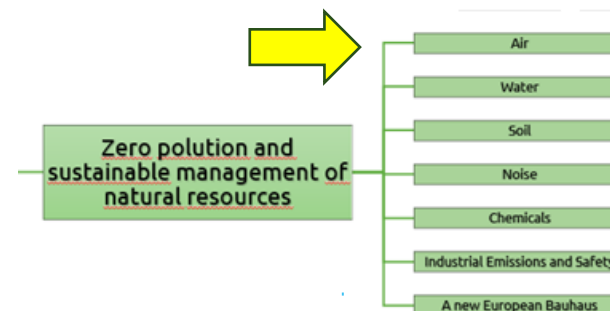 Zero polution and
sustainable management of
natural resources
Air
Water
Soil
Noise
Chemicals
Industrial Emissions and Safety
A new European Bauhaus